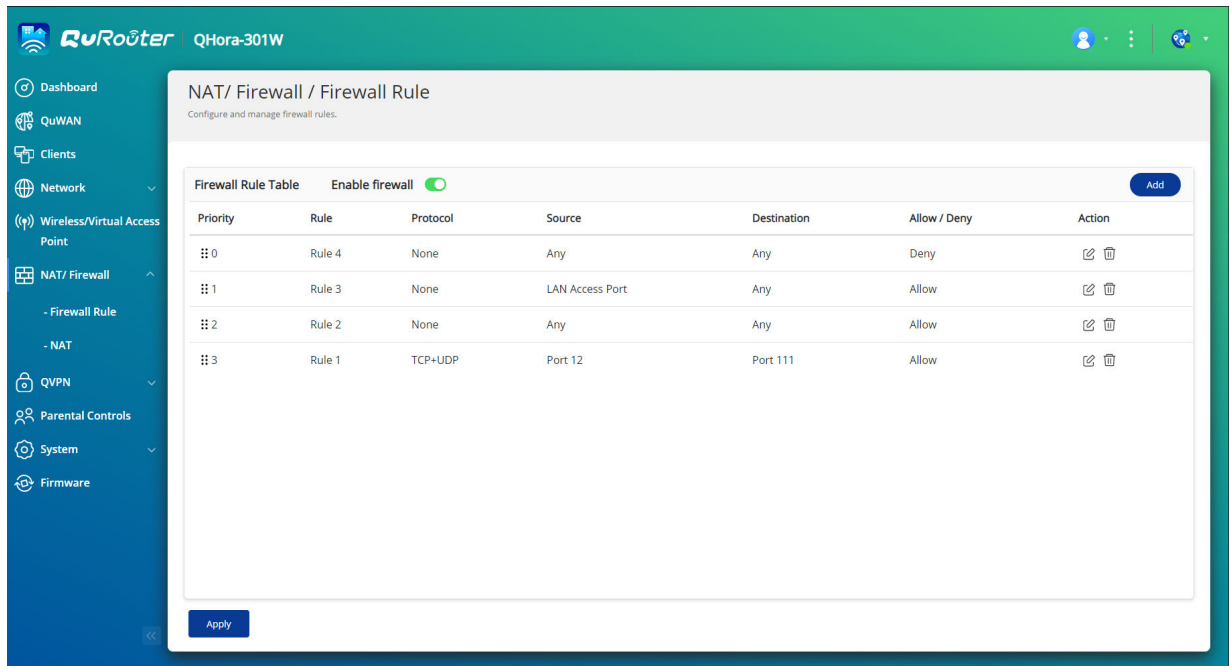 QuRoûter QHora-301W
Dashboard
QuWAN
Clients
Network
Wireless/Virtual Access
Point
NAT/ Firewall
- Firewall Rule
- NAT
QVPN
Parental Controls
System
Firmware
NAT/ Firewall / Firewall Rule
Configure and manage firewall rules.
Firewall Rule Table Enable firewall Add
Priority Rule Protocol Source Destination Allow / Deny Action
0 Rule 4 None Any Any Deny
1 Rule 3 None LAN Access Port Any Allow
2 Rule 2 None Any Any Allow
3 Rule 1 TCP+UDP Port 12 Port 111 Allow
Apply